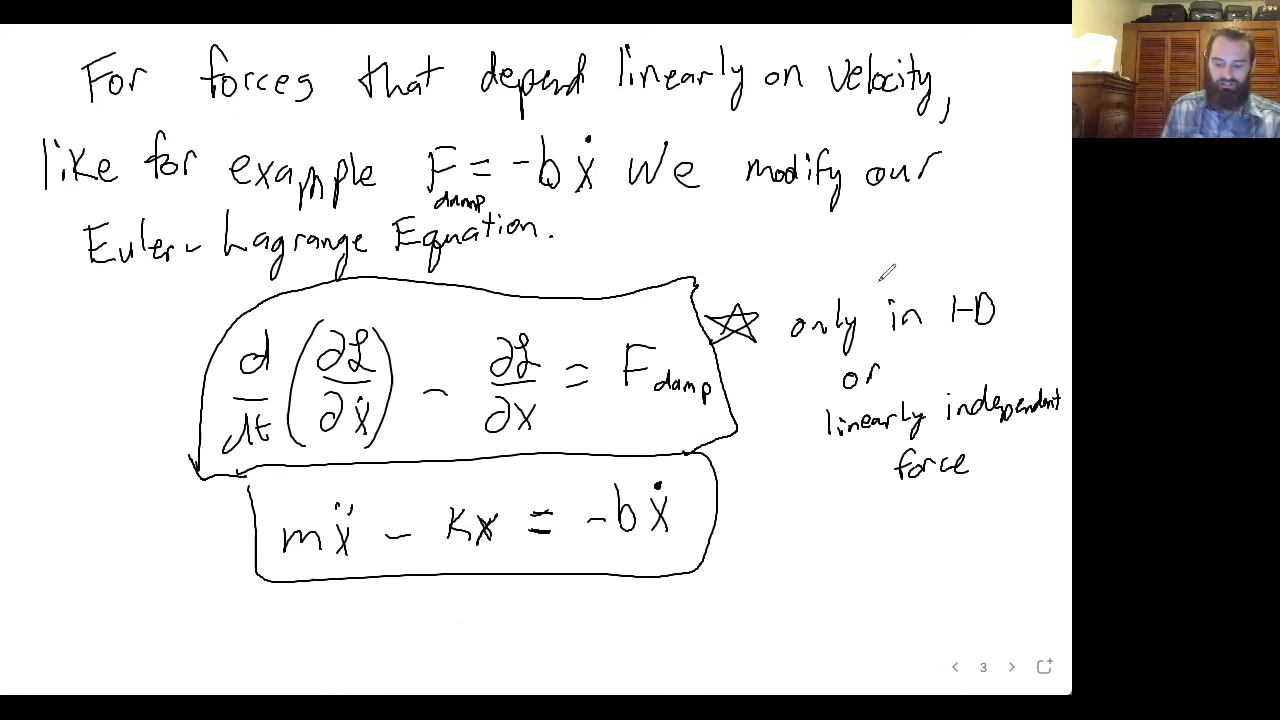 For forces that depend linearly on velocity,
like for example F_damp = -bẋ we modify our
Euler-Lagrange Equation.
d/dt (∂ℒ/∂ẋ) - ∂ℒ/∂x = F_damp
☆ only in 1-D
or
linearly independent
force
mẍ - kx = -bẋ
3